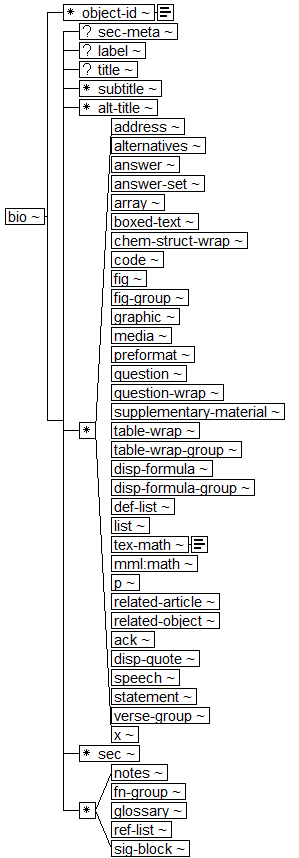 * object-id ~
? sec-meta ~
? label ~
? title ~
* subtitle ~
* alt-title ~
address ~
alternatives ~
answer ~
answer-set ~
array ~
boxed-text ~
chem-struct-wrap ~
code ~
fig ~
fig-group ~
graphic ~
media ~
preformat ~
question ~
question-wrap ~
supplementary-material ~
bio ~
*
table-wrap ~
table-wrap-group ~
disp-formula ~
disp-formula-group ~
def-list ~
list ~
tex-math ~
mml:math ~
p ~
related-article ~
related-object ~
ack ~
disp-quote ~
speech ~
statement ~
verse-group ~
x ~
* sec ~
*
notes ~
fn-group ~
glossary ~
ref-list ~
sig-block ~